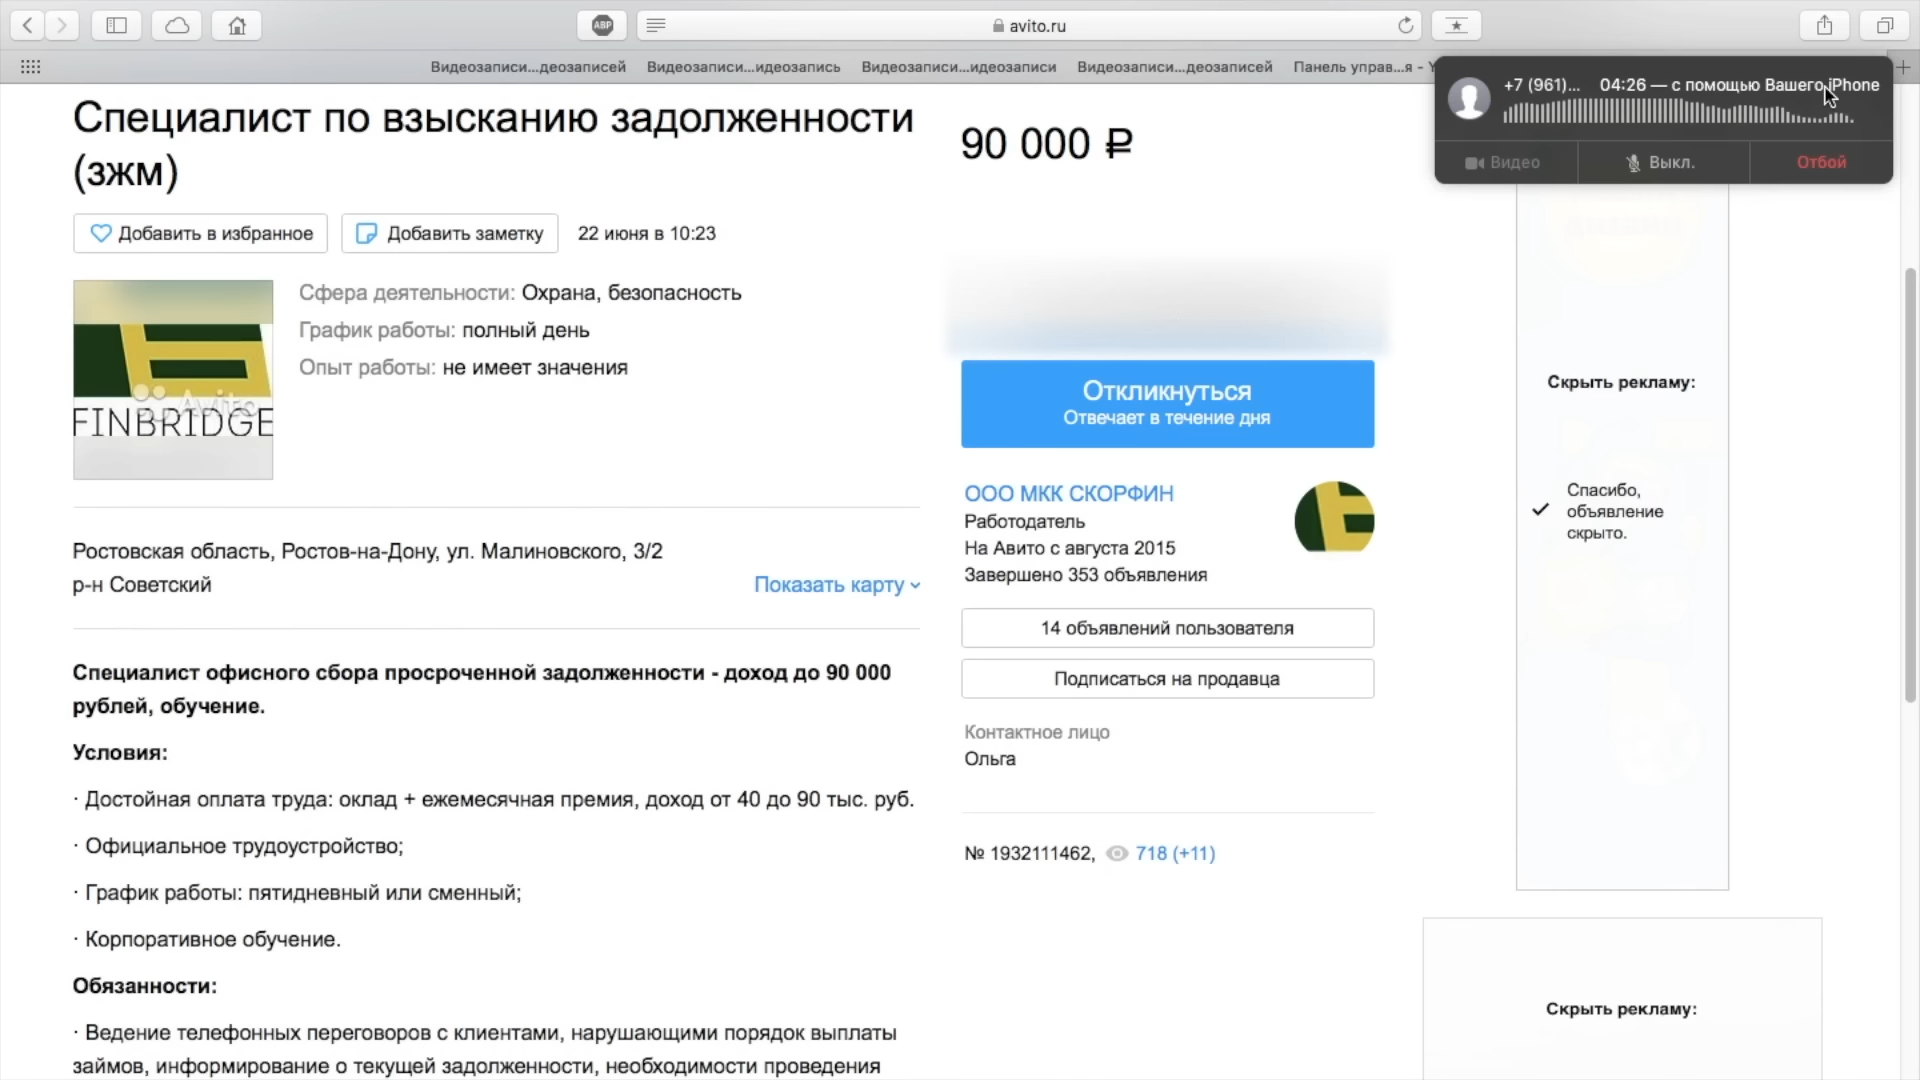 ABP
avito.ru
Видеозаписи...деозаписей
Видеозаписи...идеозапись
Видеозаписи...идеозаписи
Видеозаписи...деозаписей
Панель управ...я - Y
+7 (961)...
04:26 — с помощью Вашего iPhone
Видео
Выкл.
Отбой
Специалист по взысканию задолженности
(зжм)
90 000 ₽
Добавить в избранное
Добавить заметку
22 июня в 10:23
Сфера деятельности: Охрана, безопасность
График работы: полный день
Опыт работы: не имеет значения
Avito
FINBRIDGE
Откликнуться
Отвечает в течение дня
ООО МКК СКОРФИН
Работодатель
На Авито с августа 2015
Завершено 353 объявления
14 объявлений пользователя
Подписаться на продавца
Контактное лицо
Ольга
№ 1932111462,
718 (+11)
Скрыть рекламу:
Спасибо,
объявление
скрыто.
Скрыть рекламу:
Ростовская область, Ростов-на-Дону, ул. Малиновского, 3/2
р-н Советский
Показать карту
Специалист офисного сбора просроченной задолженности - доход до 90 000
рублей, обучение.
Условия:
· Достойная оплата труда: оклад + ежемесячная премия, доход от 40 до 90 тыс. руб.
· Официальное трудоустройство;
· График работы: пятидневный или сменный;
· Корпоративное обучение.
Обязанности:
· Ведение телефонных переговоров с клиентами, нарушающими порядок выплаты
займов, информирование о текущей задолженности, необходимости проведения